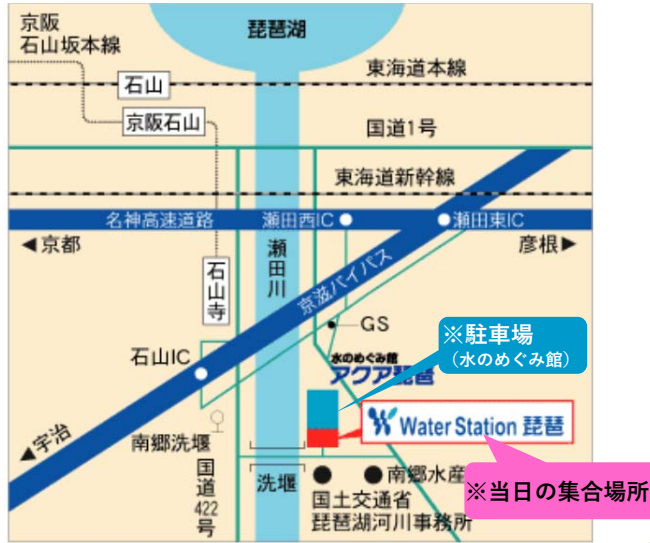 京阪
石山坂本線
琵琶湖
東海道本線
石山
京阪石山
国道1号
東海道新幹線
名神高速道路
瀬田西IC
瀬田東IC
◀京都
彦根▶
瀬田川
石山寺
京滋バイパス
GS
※駐車場
（水のめぐみ館）
水のめぐみ館
アクア琵琶
石山IC
Water Station 琵琶
◀宇治
南郷洗堰
国道422号
洗堰
南郷水産
※当日の集合場所
国土交通省
琵琶湖河川事務所